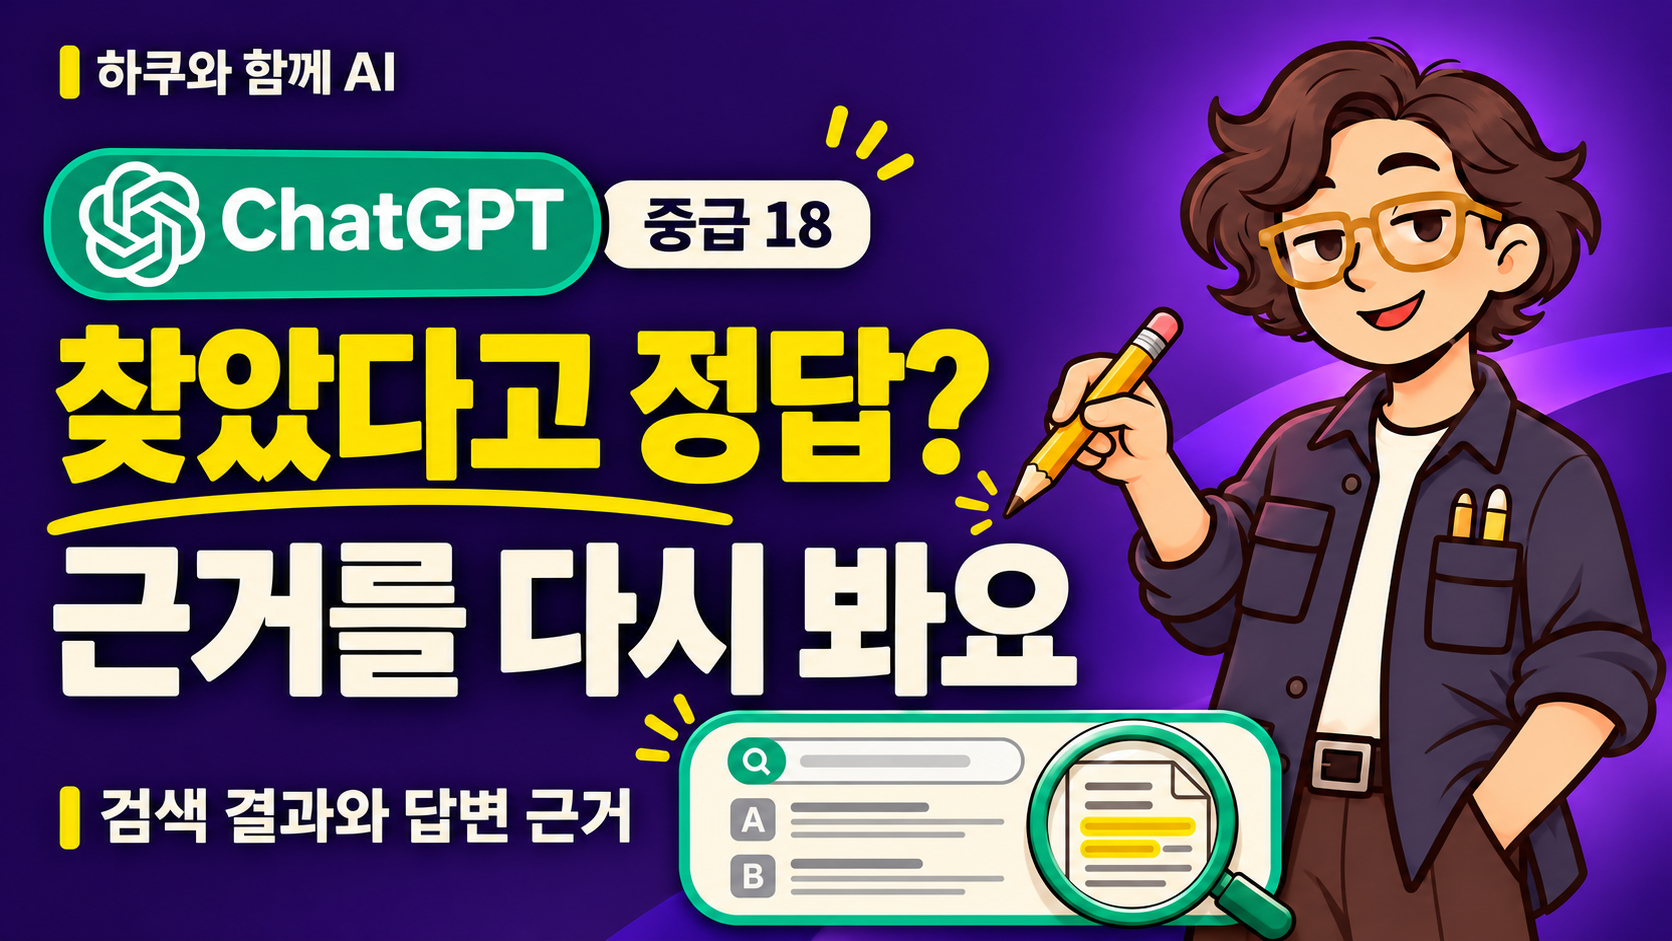 하쿠와 함께 AI
ChatGPT 중급 18
찾았다고 정답?
근거를 다시 봐요
검색 결과와 답변 근거
A
B